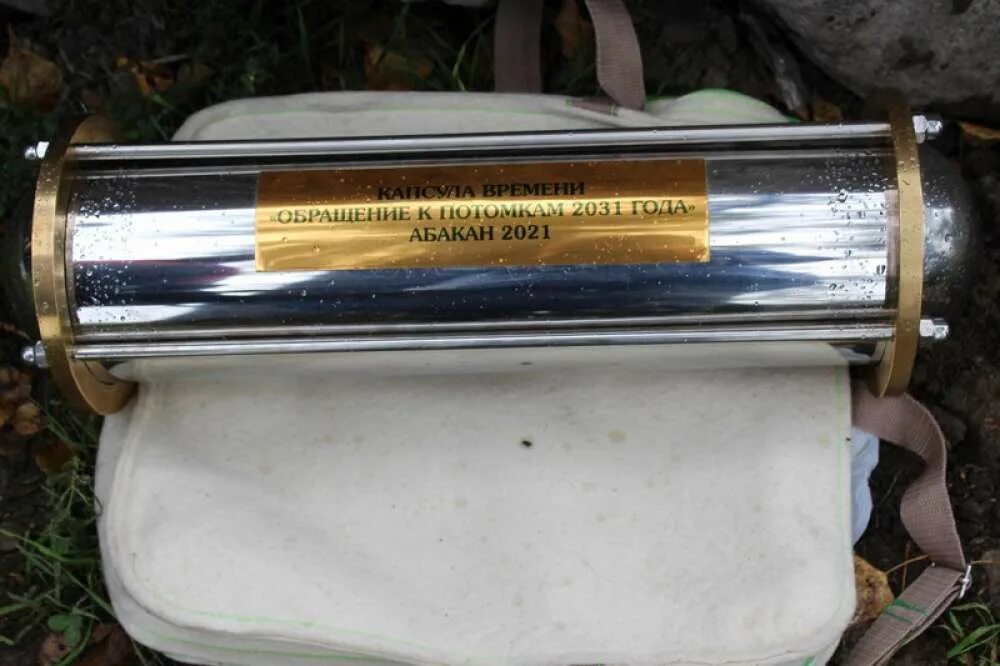 КАПСУЛА ВРЕМЕНИ
«ОБРАЩЕНИЕ К ПОТОМКАМ 2031 ГОДА»
АБАКАН 2021